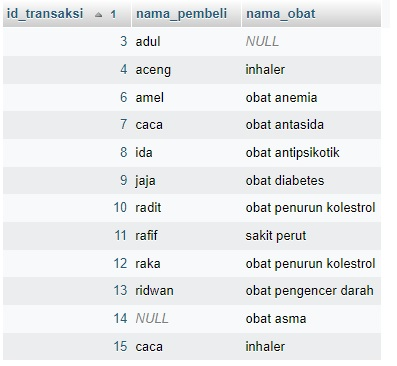 id_transaksi 1 nama_pembeli nama_obat
3 adul NULL
4 aceng inhaler
6 amel obat anemia
7 caca obat antasida
8 ida obat antipsikotik
9 jaja obat diabetes
10 radit obat penurun kolestrol
11 rafif sakit perut
12 raka obat penurun kolestrol
13 ridwan obat pengencer darah
14 NULL obat asma
15 caca inhaler